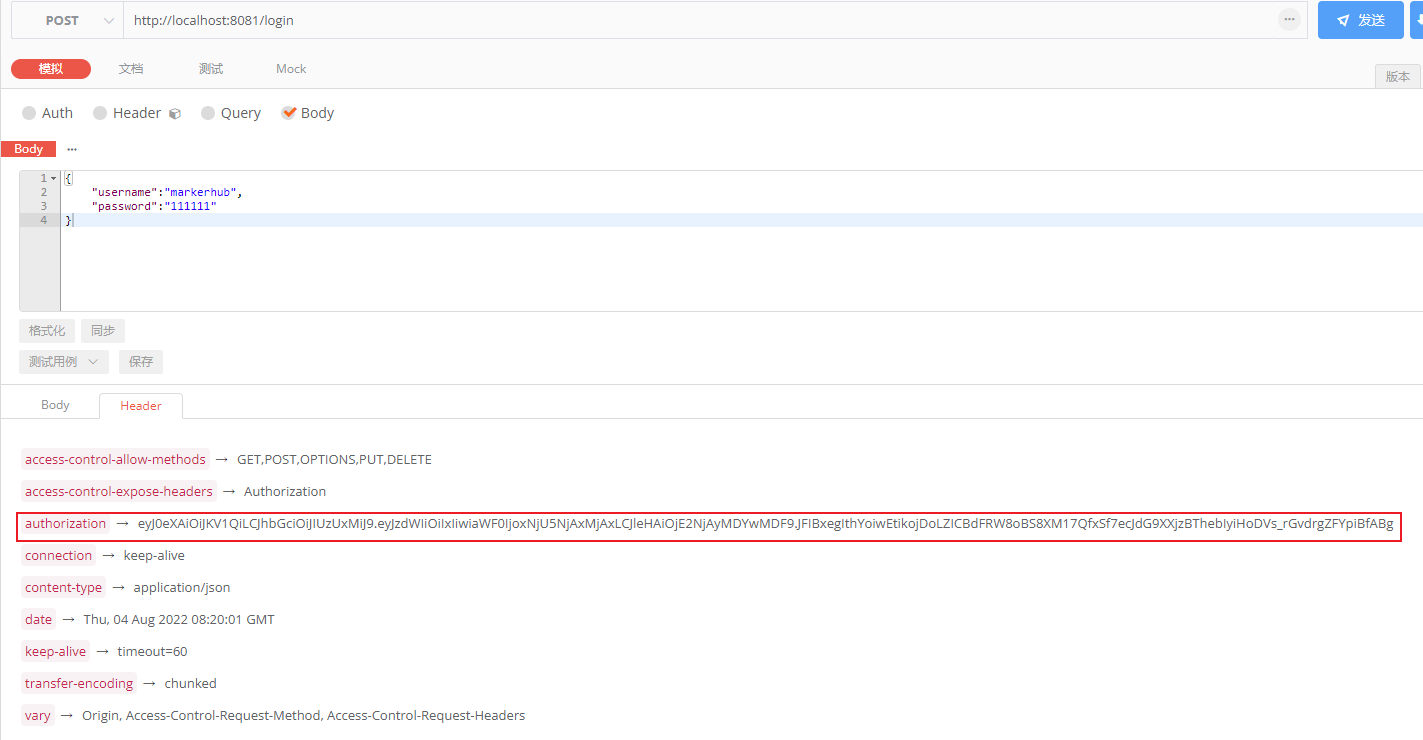 POST http://localhost:8081/login ... 发送
模拟 文档 测试 Mock 版本
Auth Header Query Body
Body ...
1 {
2 "username":"markerhub",
3 "password":"111111"
4 }
格式化 同步
测试用例 保存
Body Header
access-control-allow-methods → GET,POST,OPTIONS,PUT,DELETE
access-control-expose-headers → Authorization
authorization → eyJ0eXAiOiJKV1QiLCJhbGciOiJIUzUxMiJ9.eyJzdWIiOiIxIiwiaWF0IjoxNjU5NjAxMjAxLCJleHAiOjE2NjAyMDYwMDF9.JFIBxegIthYoiwEtikojDoLZICBdFRW8oBS8XM17QfxSf7ecJdG9XXjzBThebIyiHoDVs_rGvdrgZFYpiBfABg
connection → keep-alive
content-type → application/json
date → Thu, 04 Aug 2022 08:20:01 GMT
keep-alive → timeout=60
transfer-encoding → chunked
vary → Origin, Access-Control-Request-Method, Access-Control-Request-Headers